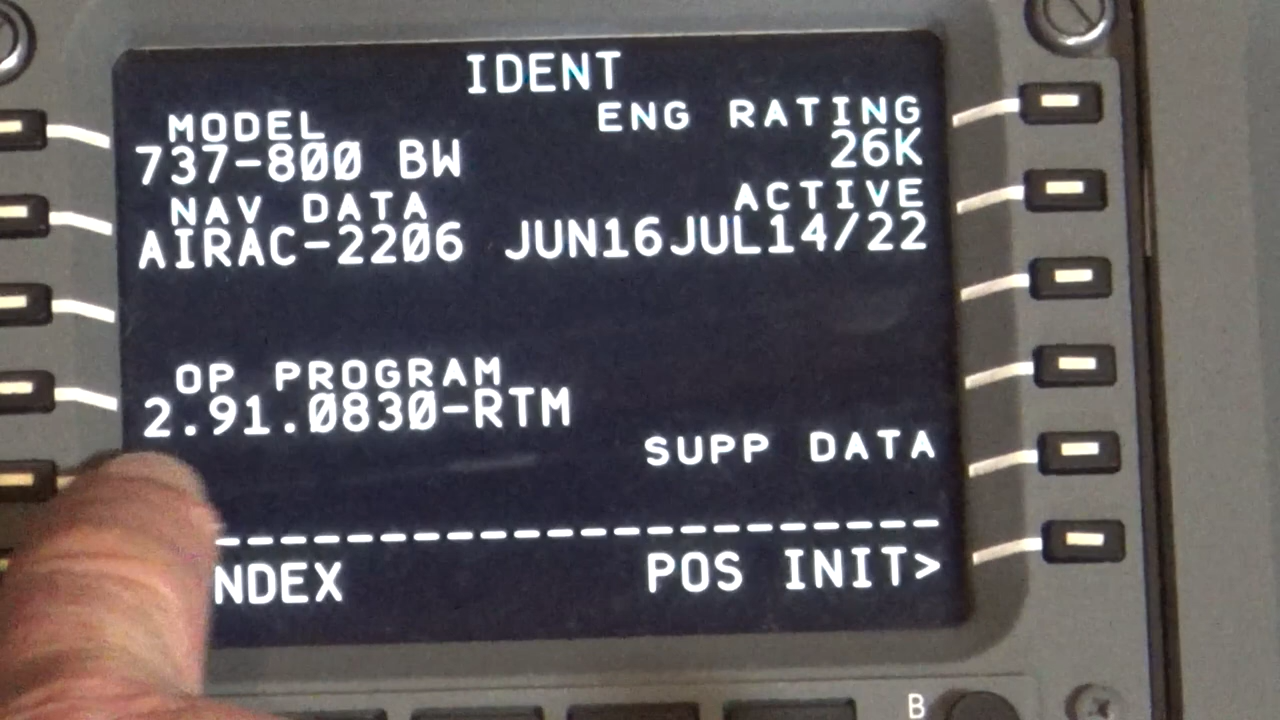 IDENT
MODEL ENG RATING
737-800 BW 26K
NAV DATA ACTIVE
AIRAC-2206 JUN16JUL14/22
OP PROGRAM
2.91.0830-RTM
SUPP DATA
--------------------
NDEX POS INIT>
B